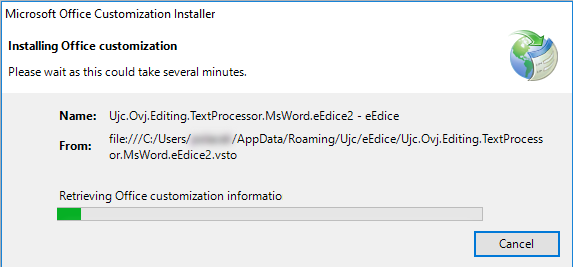 Microsoft Office Customization Installer
Installing Office customization
Please wait as this could take several minutes.
Name: Ujc.Ovj.Editing.TextProcessor.MsWord.eEdice2 - eEdice
From: file:///C:/Users/ /AppData/Roaming/Ujc/eEdice/Ujc.Ovj.Editing.TextProcess
or.MsWord.eEdice2.vsto
Retrieving Office customization informatio
Cancel